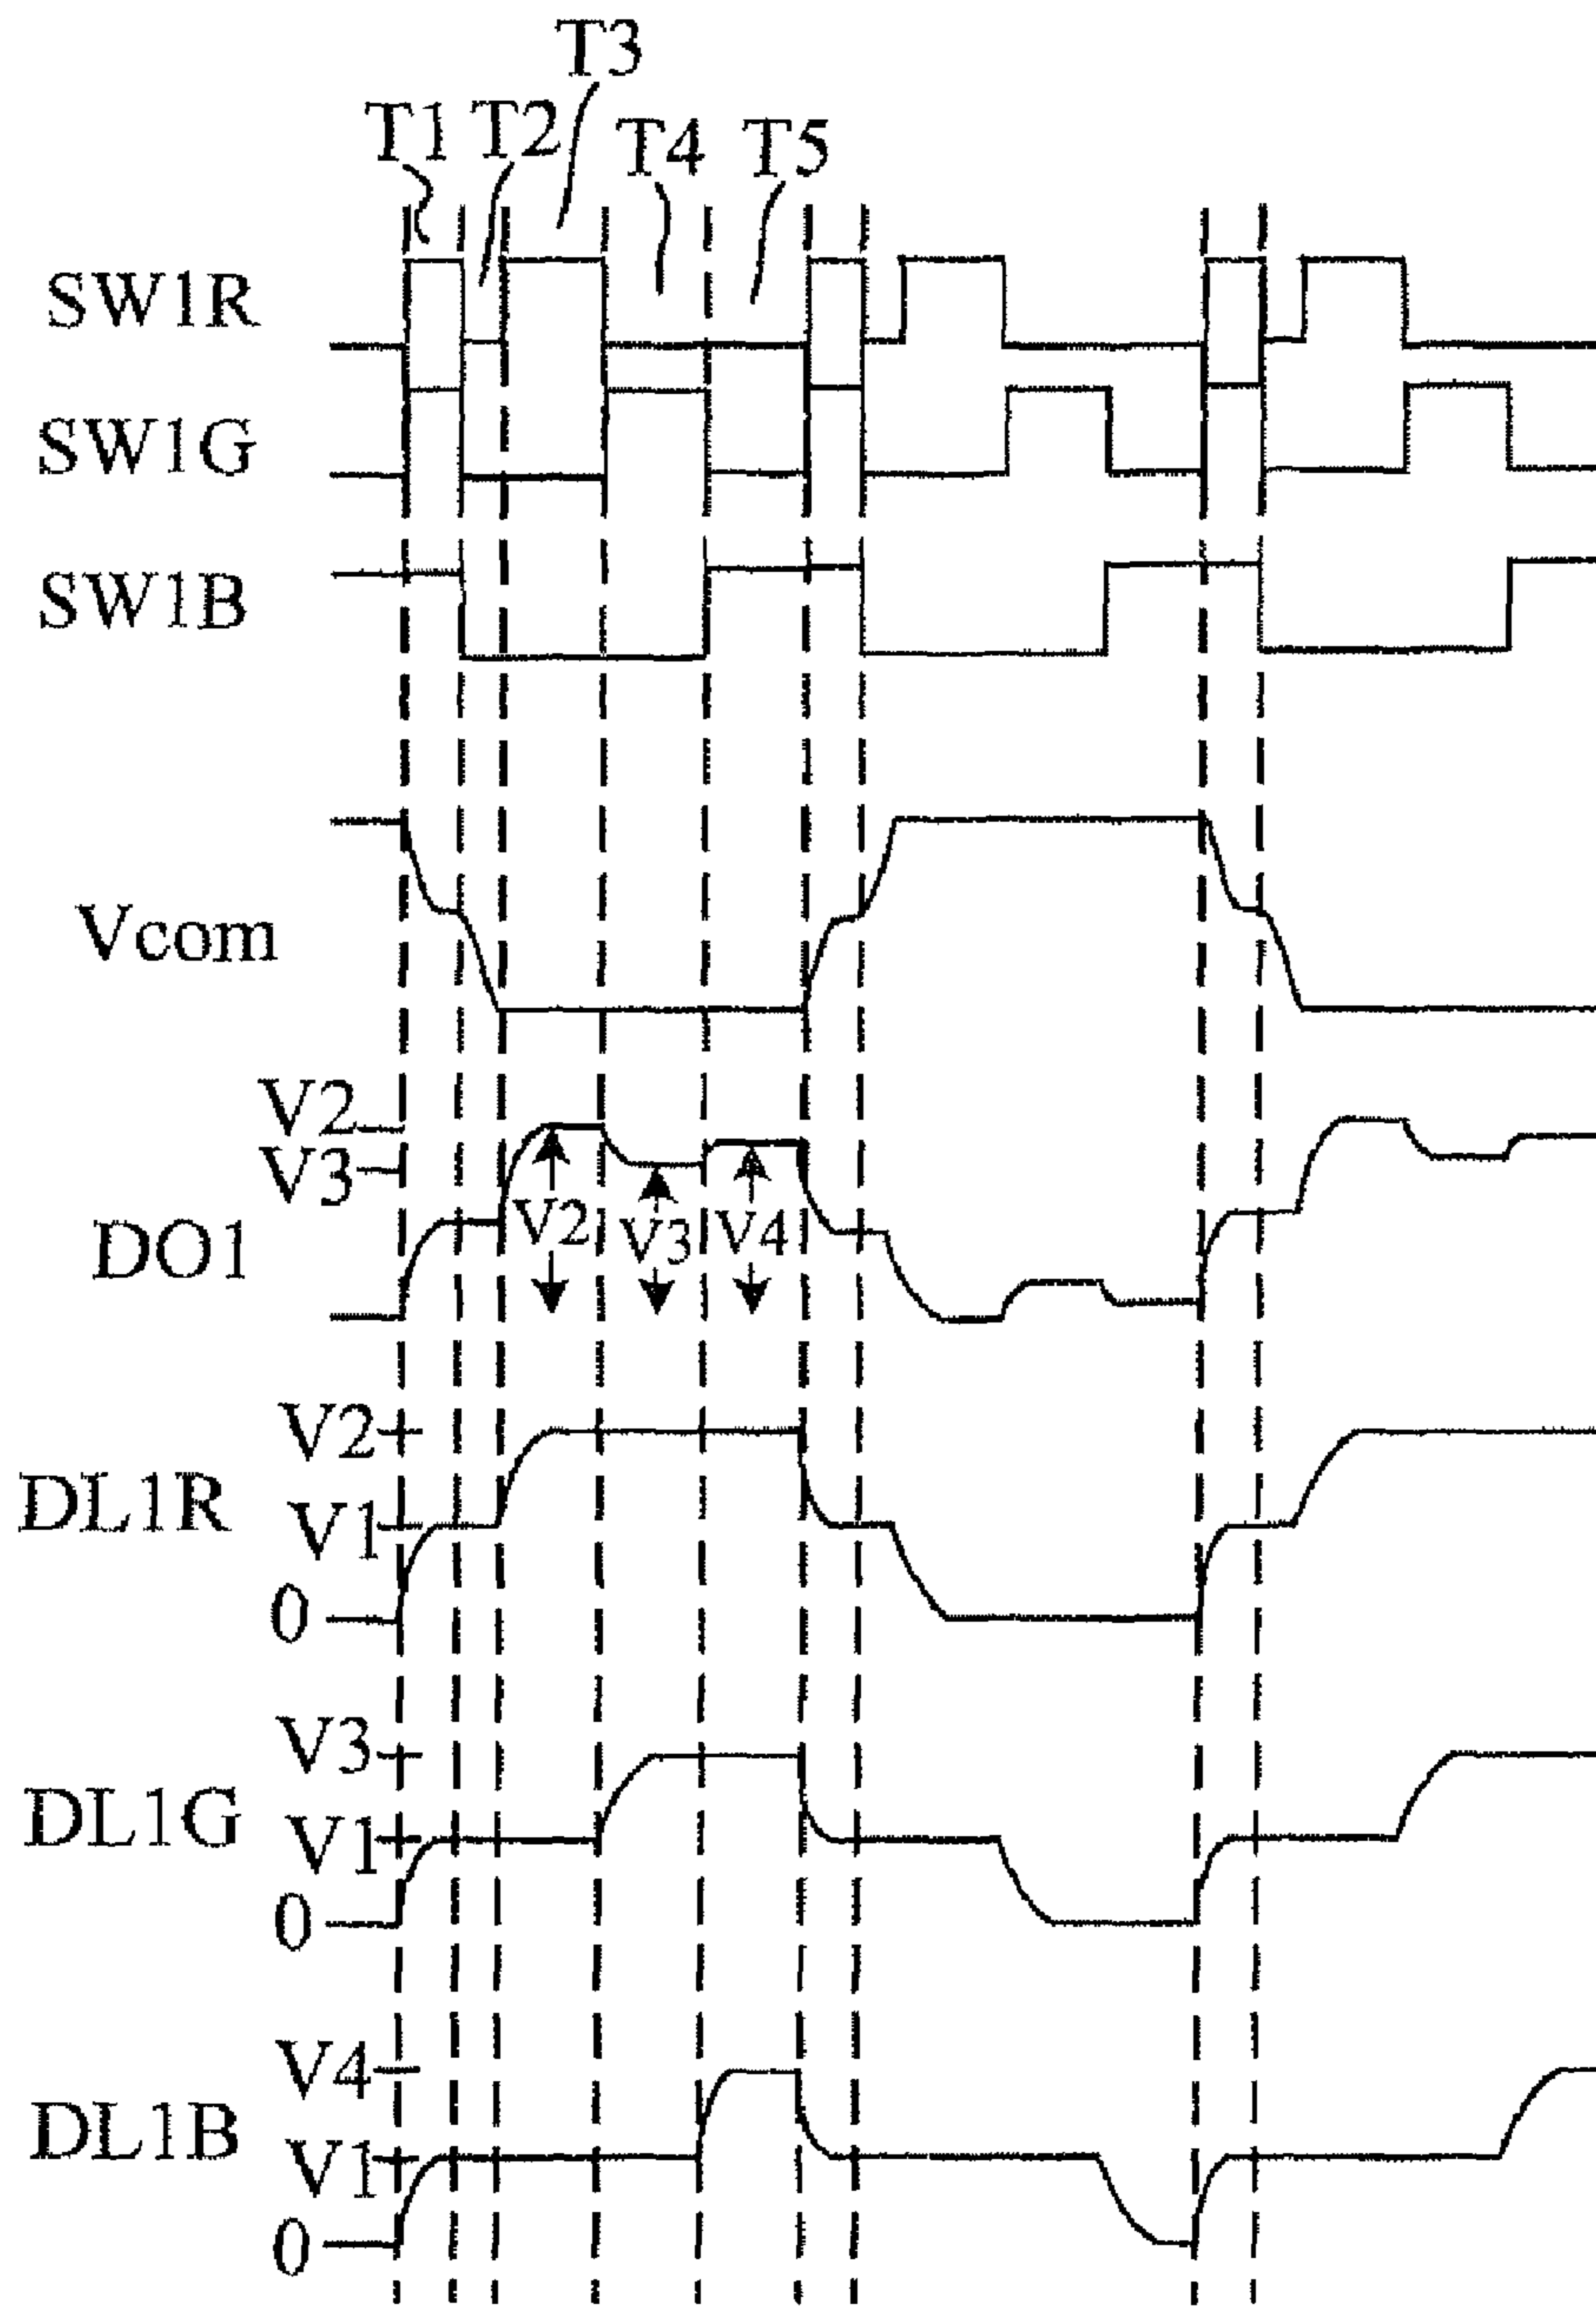 T3
T1 T2 T4 T5
SW1R
SW1G
SW1B
Vcom
V2
V3
DO1
V2 V3 V4
V2
DL1R
V1
0
V3
DL1G
V1
0
V4
DL1B
V1
0